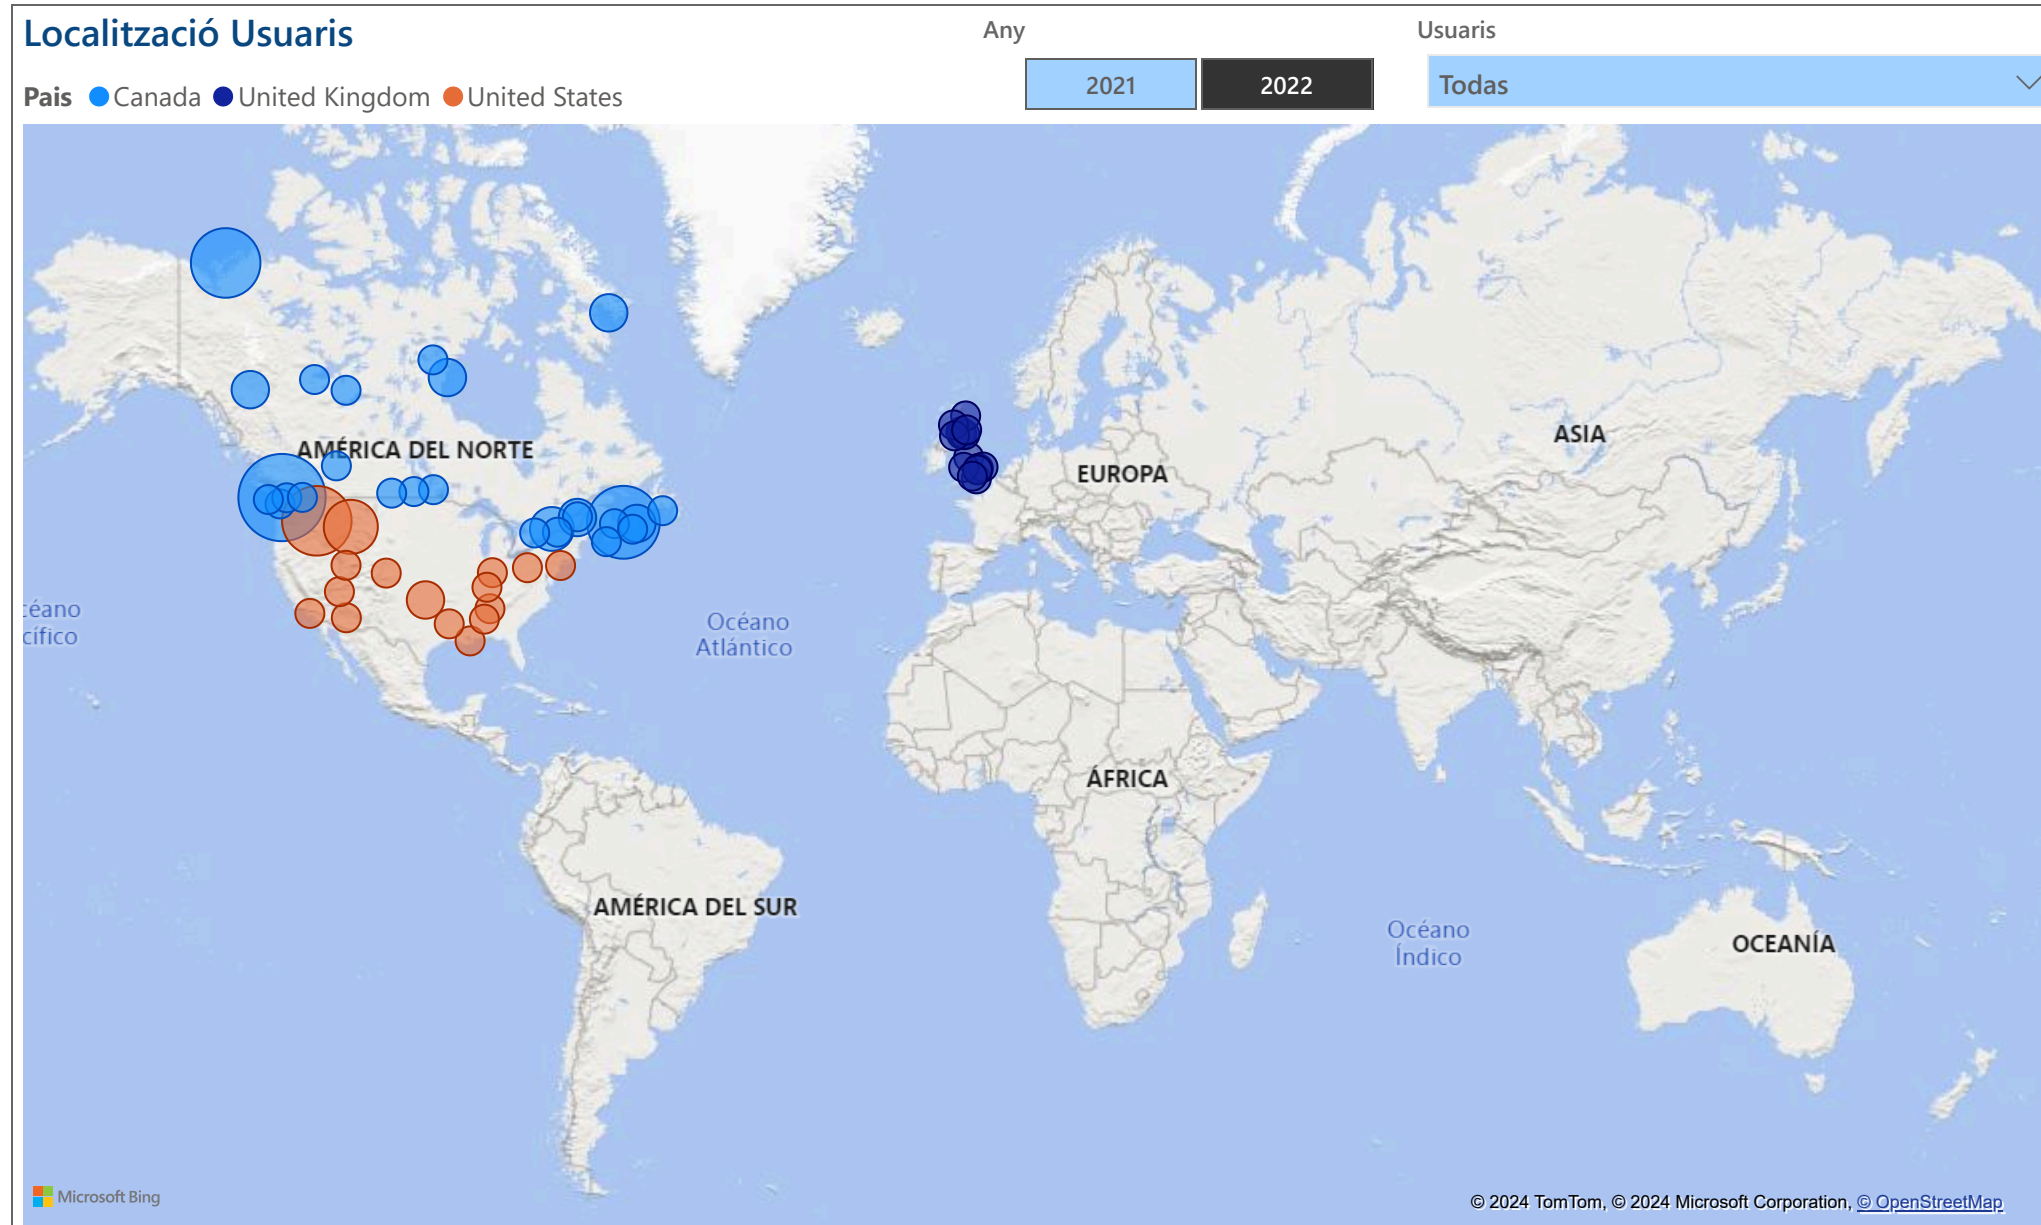 Localització Usuaris
Any
Usuaris
Pais Canada United Kingdom United States
2021
2022
Todas
AMÉRICA DEL NORTE
EUROPA
ASIA
céano
cífico
Océano
Atlántico
ÁFRICA
AMÉRICA DEL SUR
Océano
Índico
OCEANÍA
Microsoft Bing
© 2024 TomTom, © 2024 Microsoft Corporation, © OpenStreetMap